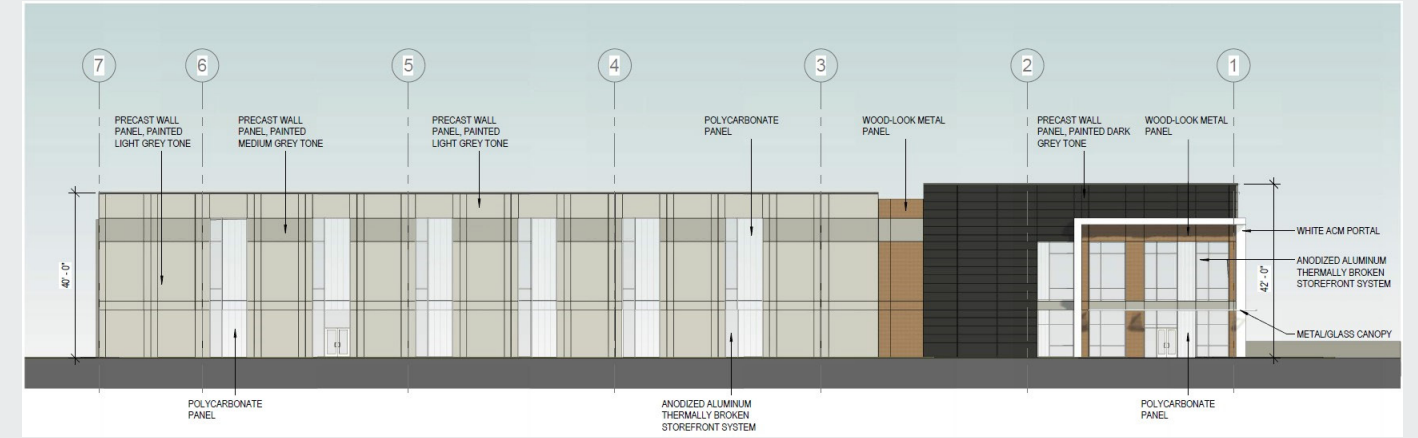 7
6
5
4
3
2
1
PRECAST WALL
PANEL, PAINTED
LIGHT GREY TONE
PRECAST WALL
PANEL, PAINTED
MEDIUM GREY TONE
PRECAST WALL
PANEL, PAINTED
LIGHT GREY TONE
POLYCARBONATE
PANEL
WOOD-LOOK METAL
PANEL
PRECAST WALL
PANEL, PAINTED DARK
GREY TONE
WOOD-LOOK METAL
PANEL
40' - 0"
42' - 0"
WHITE ACM PORTAL
ANODIZED ALUMINUM
THERMALLY BROKEN
STOREFRONT SYSTEM
METAL/GLASS CANOPY
POLYCARBONATE
PANEL
ANODIZED ALUMINUM
THERMALLY BROKEN
STOREFRONT SYSTEM
POLYCARBONATE
PANEL